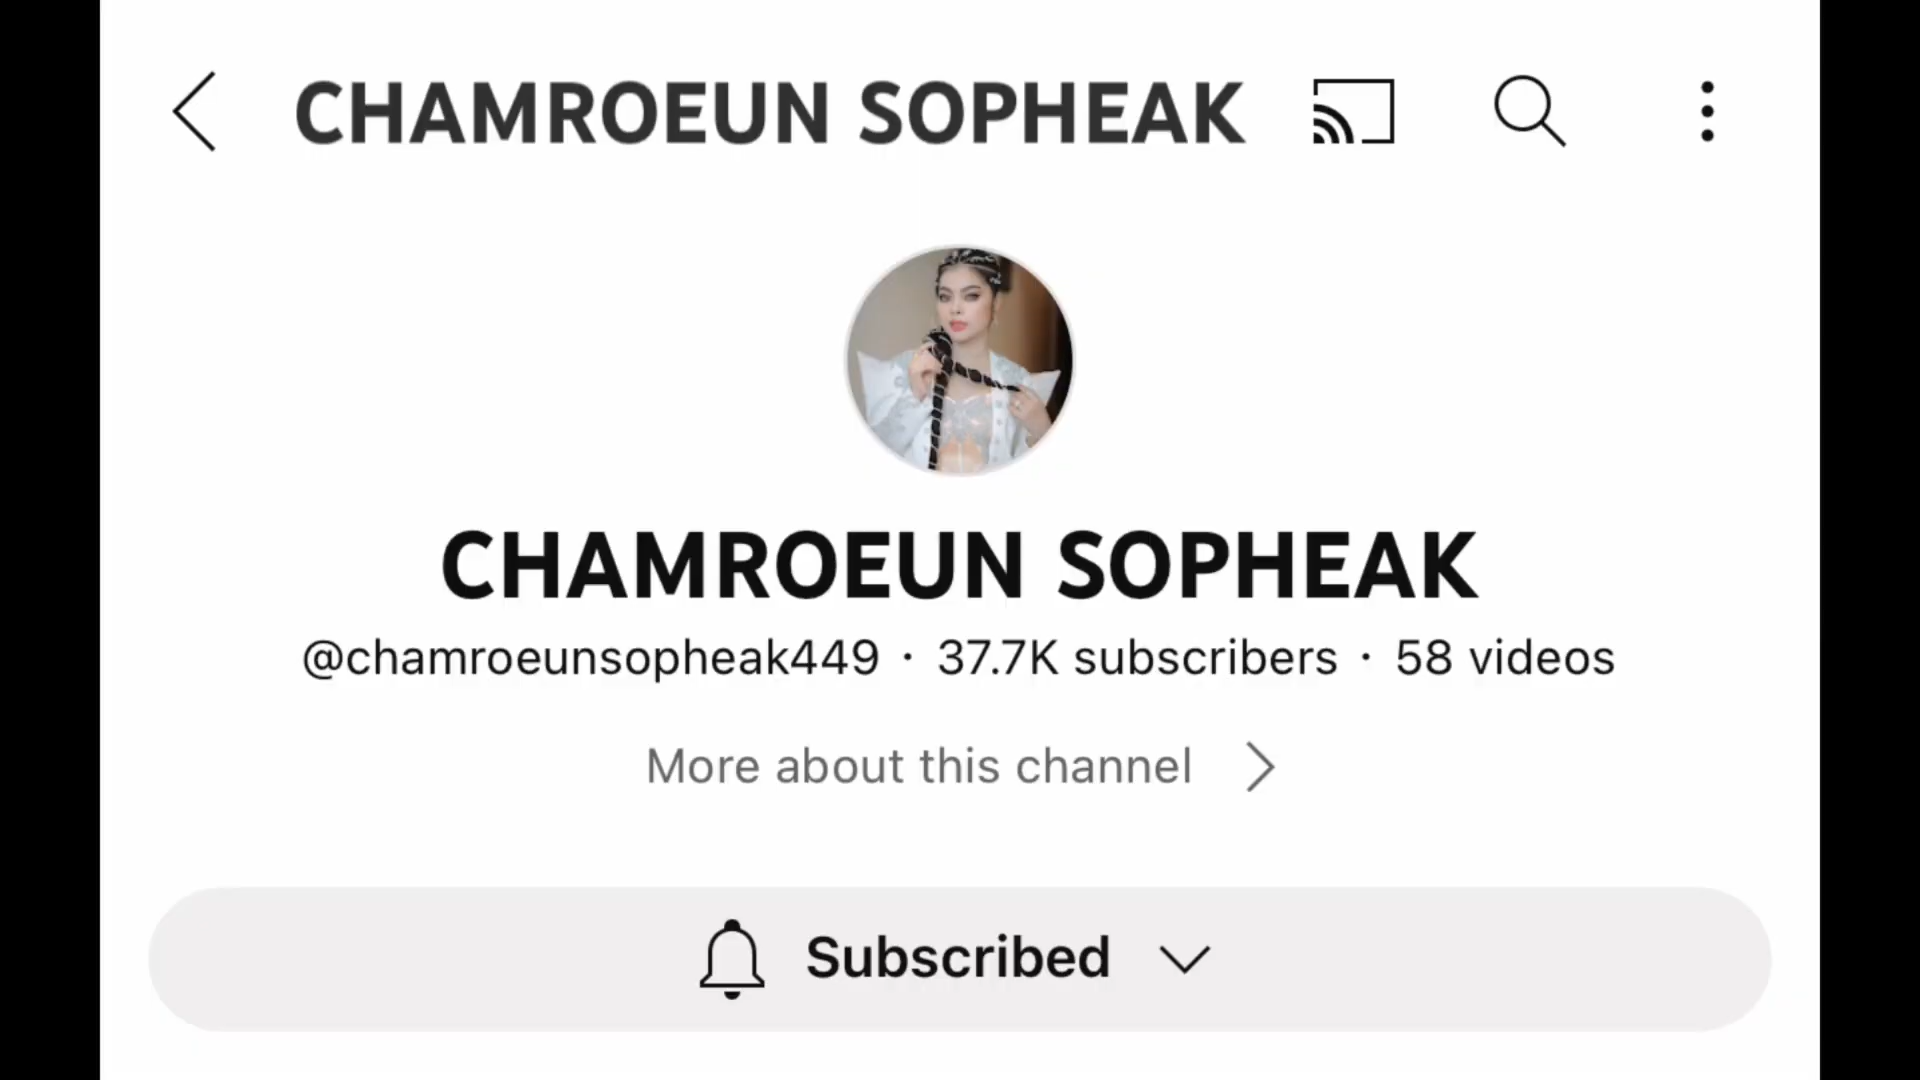 CHAMROEUN SOPHEAK
CHAMROEUN SOPHEAK
@chamroeunsopheak449 · 37.7K subscribers · 58 videos
More about this channel
Subscribed